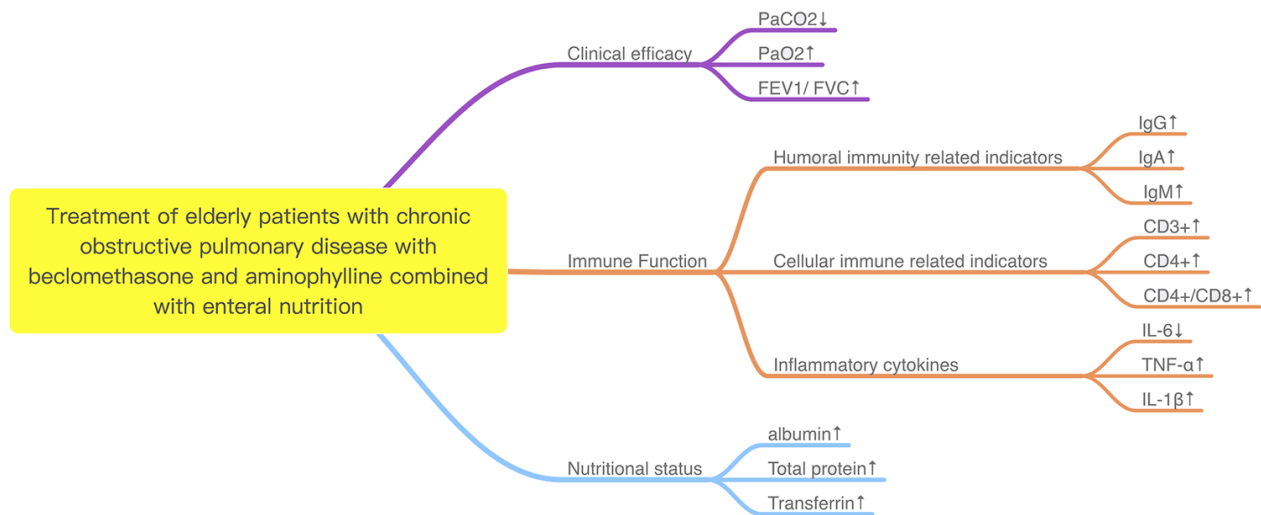 PaCO2↓
Clinical efficacy
PaO2↑
FEV1/ FVC↑
Treatment of elderly patients with chronic
obstructive pulmonary disease with
beclomethasone and aminophylline combined
with enteral nutrition
Immune Function
Humoral immunity related indicators
IgG↑
IgA↑
IgM↑
Cellular immune related indicators
CD3+↑
CD4+↑
CD4+/CD8+↑
Inflammatory cytokines
IL-6↓
TNF-α↑
IL-1β↑
Nutritional status
albumin↑
Total protein↑
Transferrin↑